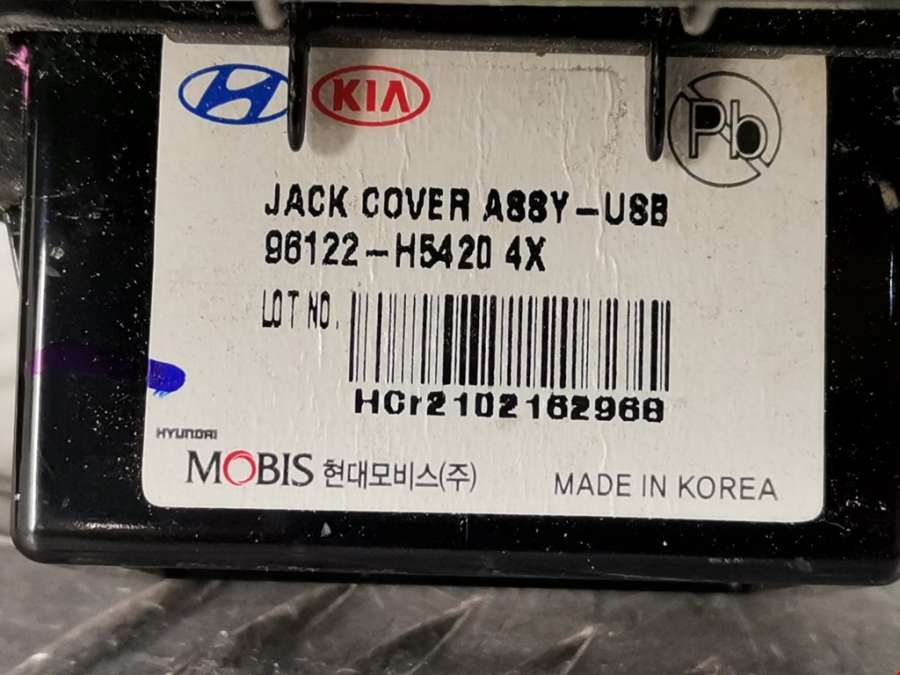 KIA
Pb
JACK COVER ASSY-USB
96122-H5420 4X
LOT NO.
HCr2102162968
HYUNDAI
MOBIS 현대모비스(주)
MADE IN KOREA